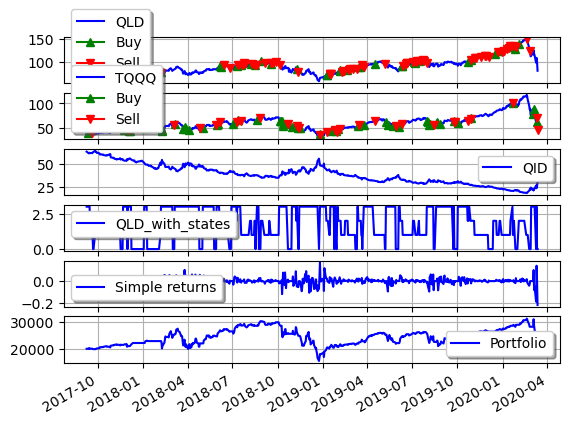 QLD
Buy
Sell
150
100
TQQQ
Buy
Sell
100
50
QID
50
25
QLD_with_states
2.5
0.0
Simple returns
0.0
−0.2
Portfolio
30000
20000
2017-10
2018-01
2018-04
2018-07
2018-10
2019-01
2019-04
2019-07
2019-10
2020-01
2020-04